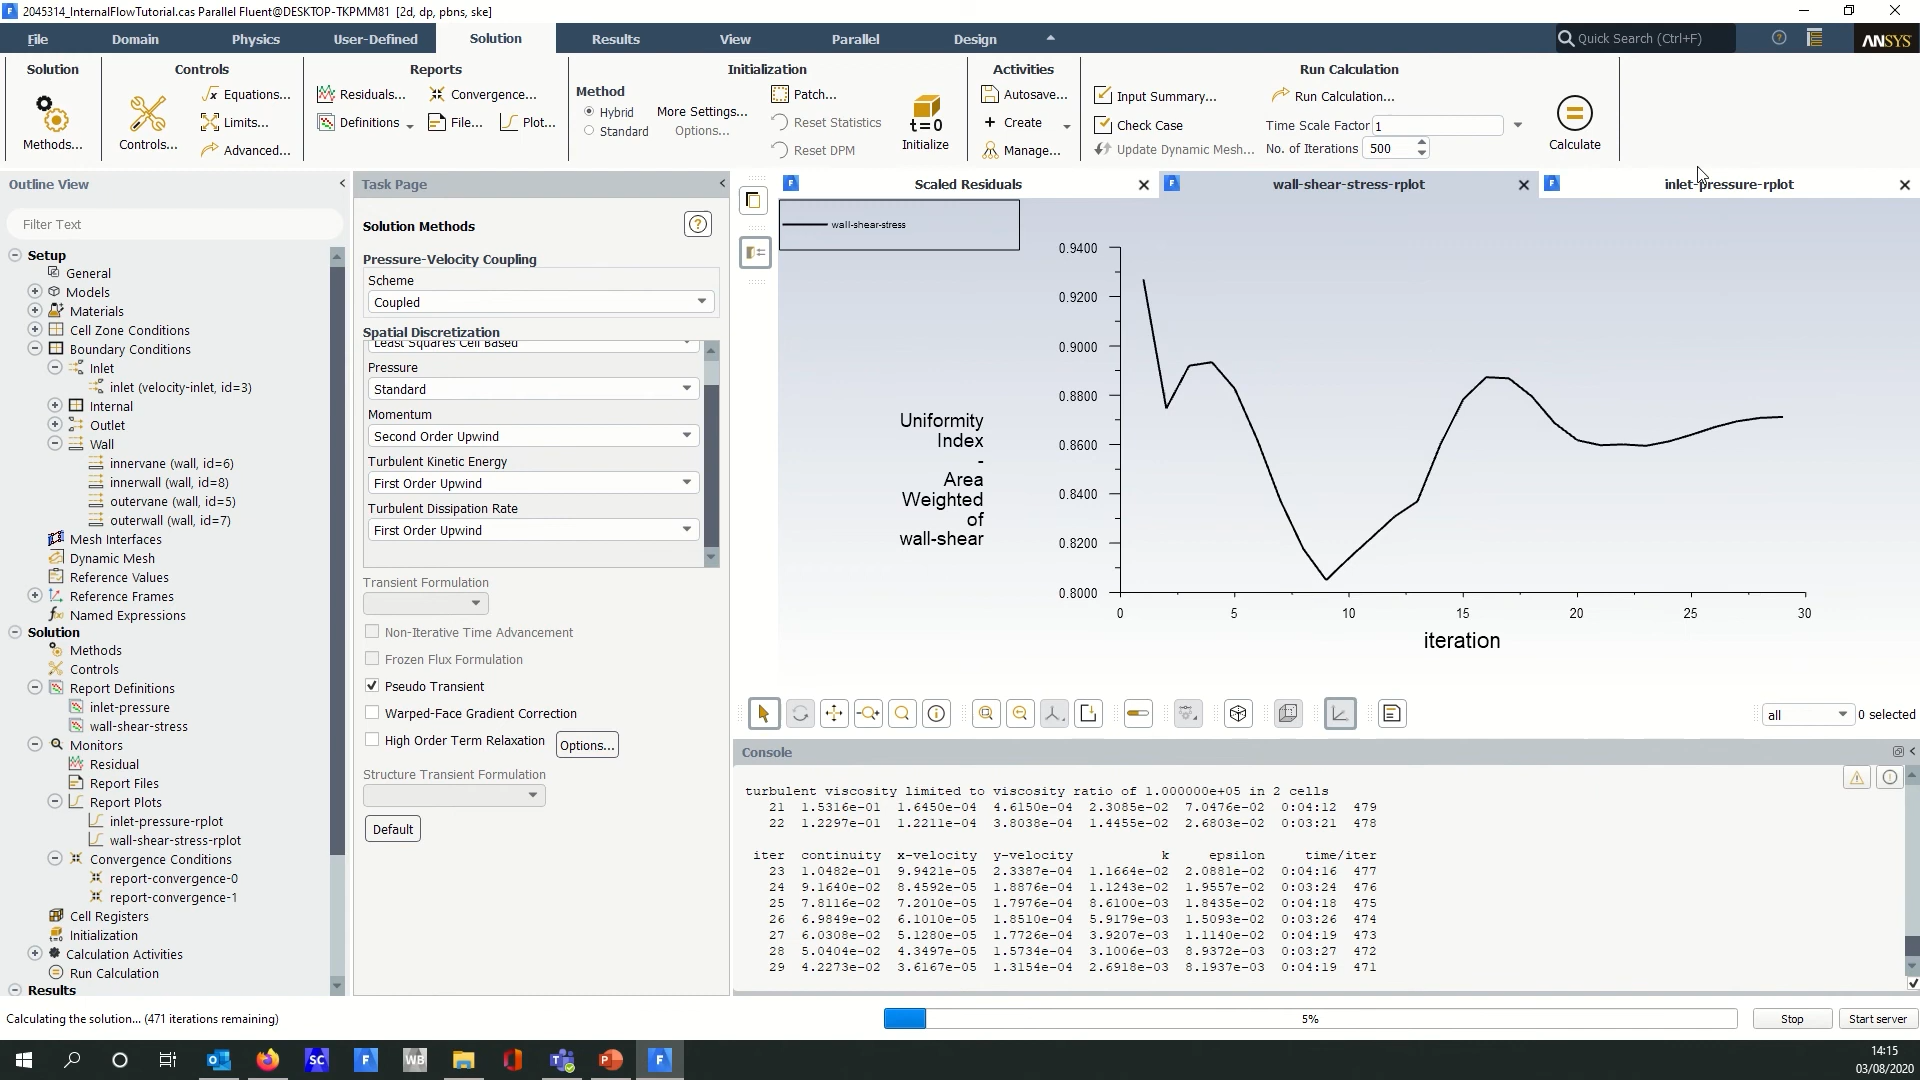 2045314_InternalFlowTutorial.cas Parallel Fluent@DESKTOP-TKPMM81 [2d, dp, pbns, ske]
File Domain Physics User-Defined Solution Results View Parallel Design Quick Search (Ctrl+F) ANSYS
Solution Controls Reports Initialization Activities Run Calculation
Methods...
Controls...
Equations...
Limits...
Advanced...
Residuals... Convergence...
Definitions File... Plot...
Method
Hybrid
Standard
More Settings...
Options...
Patch...
Reset Statistics
Reset DPM
t=0
Initialize
Autosave...
Create
Manage...
Input Summary...
Check Case
Update Dynamic Mesh...
Run Calculation...
Time Scale Factor 1
No. of Iterations 500
Calculate
Outline View
Filter Text
Setup
General
Models
Materials
Cell Zone Conditions
Boundary Conditions
Inlet
inlet (velocity-inlet, id=3)
Internal
Outlet
Wall
innervane (wall, id=6)
innerwall (wall, id=8)
outervane (wall, id=5)
outerwall (wall, id=7)
Mesh Interfaces
Dynamic Mesh
Reference Values
Reference Frames
Named Expressions
Solution
Methods
Controls
Report Definitions
inlet-pressure
wall-shear-stress
Monitors
Residual
Report Files
Report Plots
inlet-pressure-rplot
wall-shear-stress-rplot
Convergence Conditions
report-convergence-0
report-convergence-1
Cell Registers
Initialization
Calculation Activities
Run Calculation
Results
Task Page
Solution Methods
Pressure-Velocity Coupling
Scheme
Coupled
Spatial Discretization
Least Squares Cell Based
Pressure
Standard
Momentum
Second Order Upwind
Turbulent Kinetic Energy
First Order Upwind
Turbulent Dissipation Rate
First Order Upwind
Transient Formulation
Non-Iterative Time Advancement
Frozen Flux Formulation
Pseudo Transient
Warped-Face Gradient Correction
High Order Term Relaxation Options...
Structure Transient Formulation
Default
Scaled Residuals wall-shear-stress-rplot inlet-pressure-rplot
wall-shear-stress
Uniformity
Index
-
Area
Weighted
of
wall-shear
0.9400
0.9200
0.9000
0.8800
0.8600
0.8400
0.8200
0.8000
0 5 10 15 20 25 30
iteration
all 0 selected
Console
turbulent viscosity limited to viscosity ratio of 1.000000e+05 in 2 cells
21 1.5316e-01 1.6450e-04 4.6150e-04 2.3085e-02 7.0476e-02 0:04:12 479
22 1.2297e-01 1.2211e-04 3.8038e-04 1.4455e-02 2.6803e-02 0:03:21 478
iter continuity x-velocity y-velocity k epsilon time/iter
23 1.0482e-01 9.9421e-05 2.3387e-04 1.1664e-02 2.0881e-02 0:04:16 477
24 9.1640e-02 8.4592e-05 1.8876e-04 1.1243e-02 1.9557e-02 0:03:24 476
25 7.8116e-02 7.2010e-05 1.7976e-04 8.6100e-03 1.8435e-02 0:04:18 475
26 6.9849e-02 6.1010e-05 1.8510e-04 5.9179e-03 1.5093e-02 0:03:26 474
27 6.0308e-02 5.1280e-05 1.7726e-04 3.9207e-03 1.1140e-02 0:04:19 473
28 5.0404e-02 4.3497e-05 1.5734e-04 3.1006e-03 8.9372e-03 0:03:27 472
29 4.2273e-02 3.6167e-05 1.3154e-04 2.6918e-03 8.1937e-03 0:04:19 471
Calculating the solution... (471 iterations remaining) 5% Stop Start server
14:15
03/08/2020